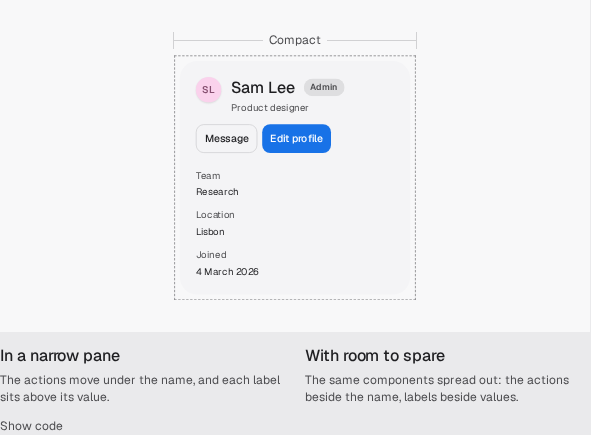 Compact
SL
Sam Lee
Admin
Product designer
Message
Edit profile
Team
Research
Location
Lisbon
Joined
4 March 2026
In a narrow pane
The actions move under the name, and each label
sits above its value.
Show code
With room to spare
The same components spread out: the actions
beside the name, labels beside values.